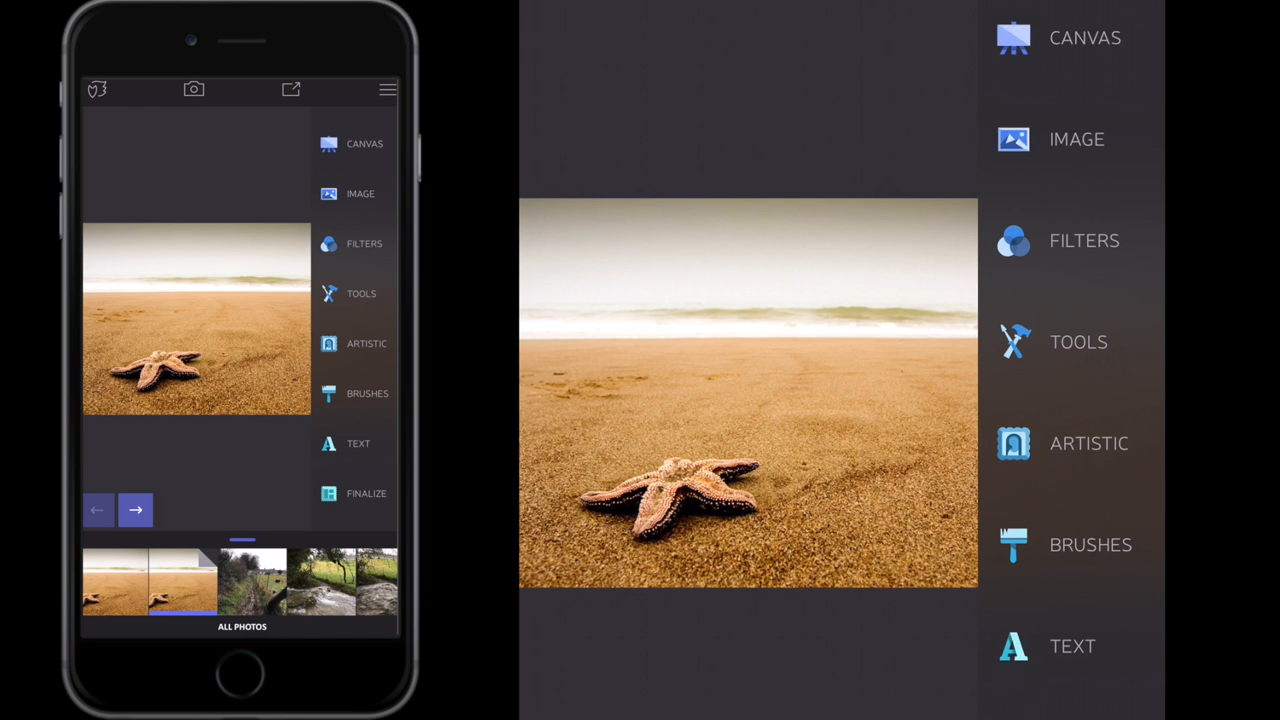 CANVAS
IMAGE
FILTERS
TOOLS
ARTISTIC
BRUSHES
TEXT
FINALIZE
ALL PHOTOS
CANVAS
IMAGE
FILTERS
TOOLS
ARTISTIC
BRUSHES
TEXT